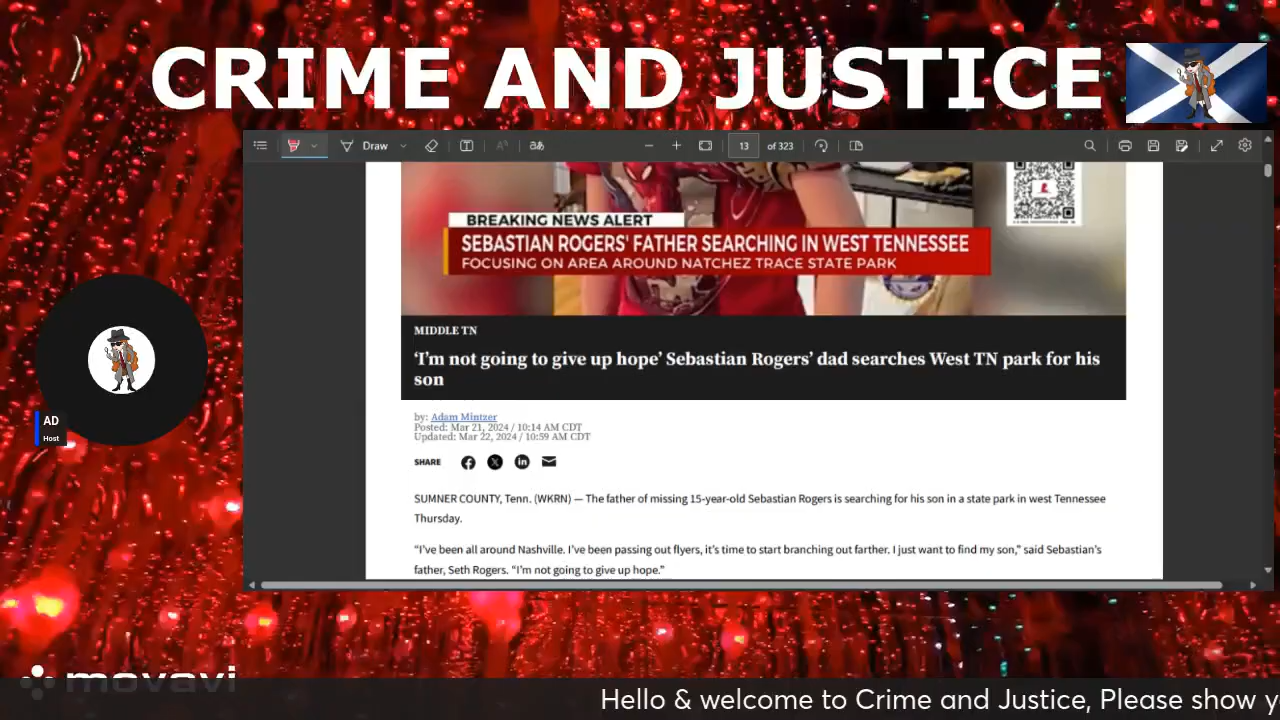 CRIME AND JUSTICE
Draw
13 of 323
BREAKING NEWS ALERT
SEBASTIAN ROGERS' FATHER SEARCHING IN WEST TENNESSEE
FOCUSING ON AREA AROUND NATCHEZ TRACE STATE PARK
MIDDLE TN
‘I’m not going to give up hope’ Sebastian Rogers’ dad searches West TN park for his
son
by: Adam Mintzer
Posted: Mar 21, 2024 / 10:14 AM CDT
Updated: Mar 22, 2024 / 10:59 AM CDT
SHARE
SUMNER COUNTY, Tenn. (WKRN) — The father of missing 15-year-old Sebastian Rogers is searching for his son in a state park in west Tennessee
Thursday.
“I’ve been all around Nashville. I’ve been passing out flyers, it’s time to start branching out farther. I just want to find my son,” said Sebastian’s
father, Seth Rogers. “I’m not going to give up hope.”
AD
Host
movavi
Hello & welcome to Crime and Justice, Please show y